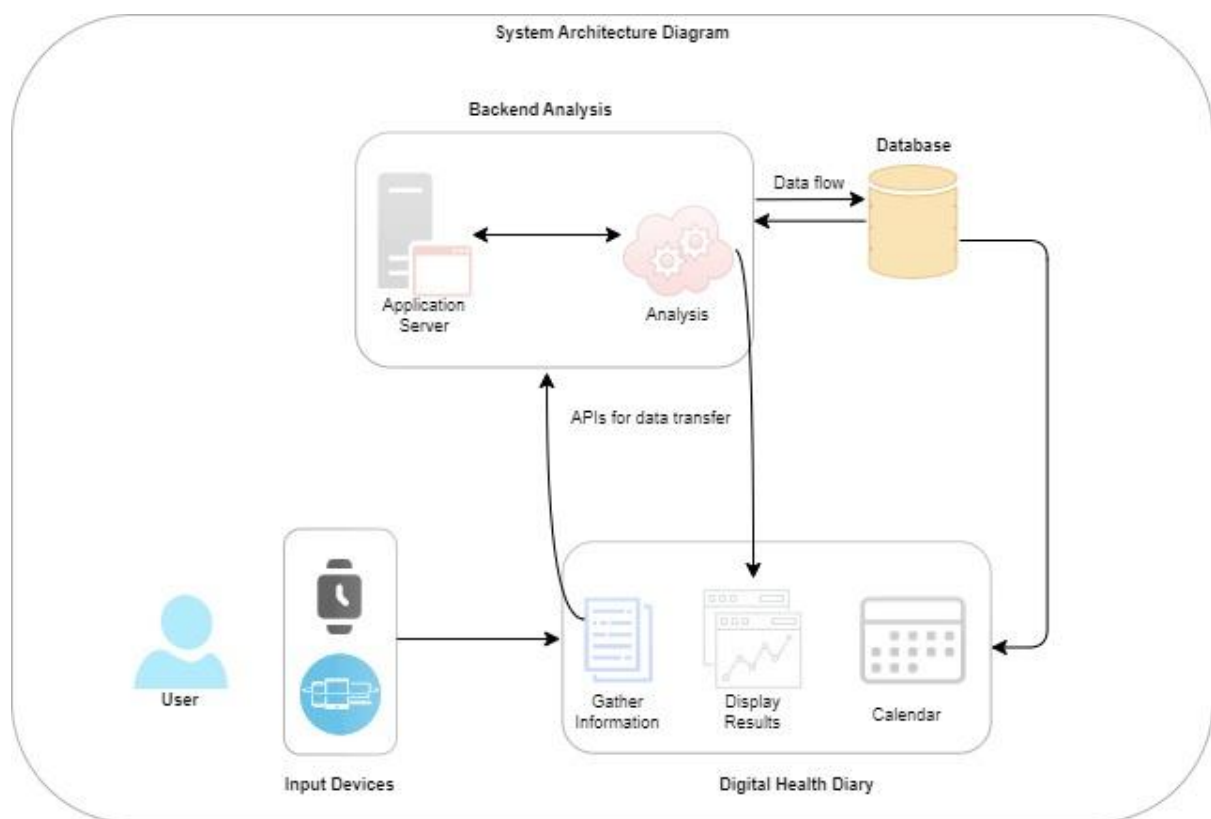 System Architecture Diagram
Backend Analysis
Database
Data flow
Application
Server
Analysis
APIs for data transfer
User
Gather
Information
Display
Results
Calendar
Input Devices
Digital Health Diary